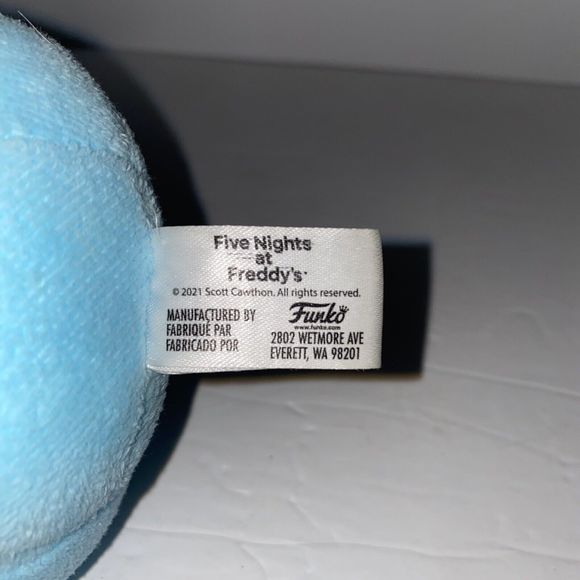 Five Nights
at
Freddy's
© 2021 Scott Cawthon. All rights reserved.
MANUFACTURED BY
FABRIQUÉ PAR
FABRICADO POR
Funko
www.funko.com
2802 WETMORE AVE
EVERETT, WA 98201